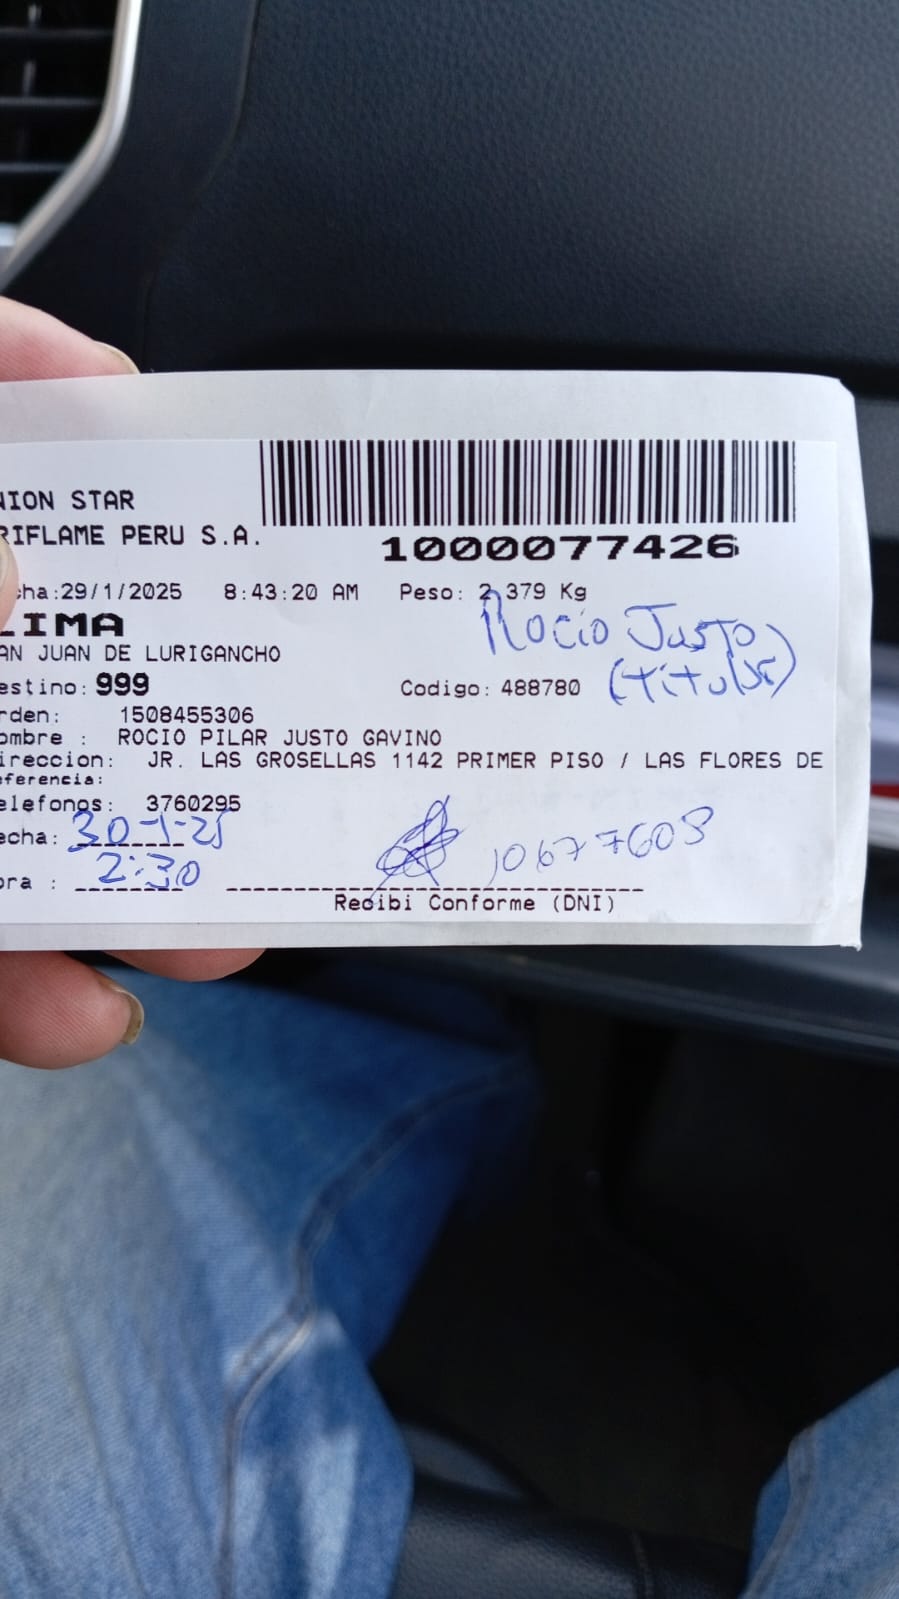 NION STAR
RIFLAME PERU S.A.
1000077426
cha:29/1/2025 8:43:20 AM Peso: 2.379 Kg
LIMA
Rocio Justo
AN JUAN DE LURIGANCHO
(titular)
estino: 999 Codigo: 488780
rden: 1508455306
ombre : ROCIO PILAR JUSTO GAVINO
ireccion: JR. LAS GROSELLAS 1142 PRIMER PISO / LAS FLORES DE
eferencia:
elefonos: 3760295
echa: 30-1-25
10677603
ora : 2:30
Recibi Conforme (DNI)